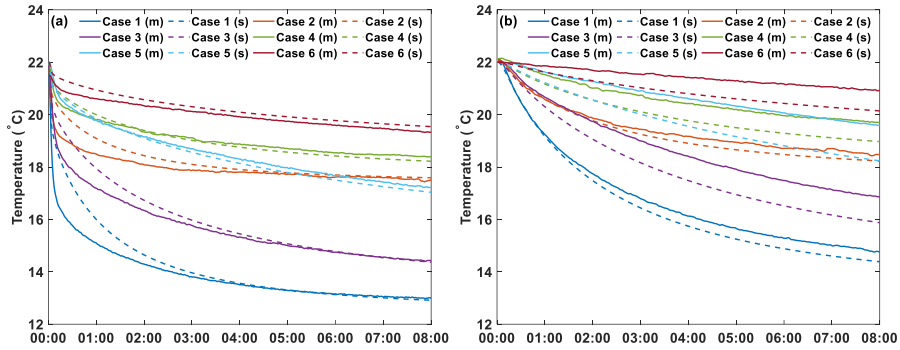 (a) Case 1 (m) Case 1 (s) Case 2 (m) Case 2 (s)
Case 3 (m) Case 3 (s) Case 4 (m) Case 4 (s)
Case 5 (m) Case 5 (s) Case 6 (m) Case 6 (s)
Temperature (°C)
24
22
20
18
16
14
12
00:00 01:00 02:00 03:00 04:00 05:00 06:00 07:00 08:00
(b) Case 1 (m) Case 1 (s) Case 2 (m) Case 2 (s)
Case 3 (m) Case 3 (s) Case 4 (m) Case 4 (s)
Case 5 (m) Case 5 (s) Case 6 (m) Case 6 (s)
Temperature (°C)
24
22
20
18
16
14
12
00:00 01:00 02:00 03:00 04:00 05:00 06:00 07:00 08:00